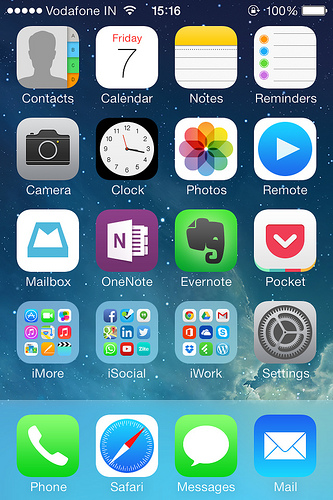 Vodafone IN 15:16 100%
Friday
7
Contacts Calendar Notes Reminders
Camera Clock Photos Remote
N
Mailbox OneNote Evernote Pocket
iMore iSocial iWork Settings
Phone Safari Messages Mail